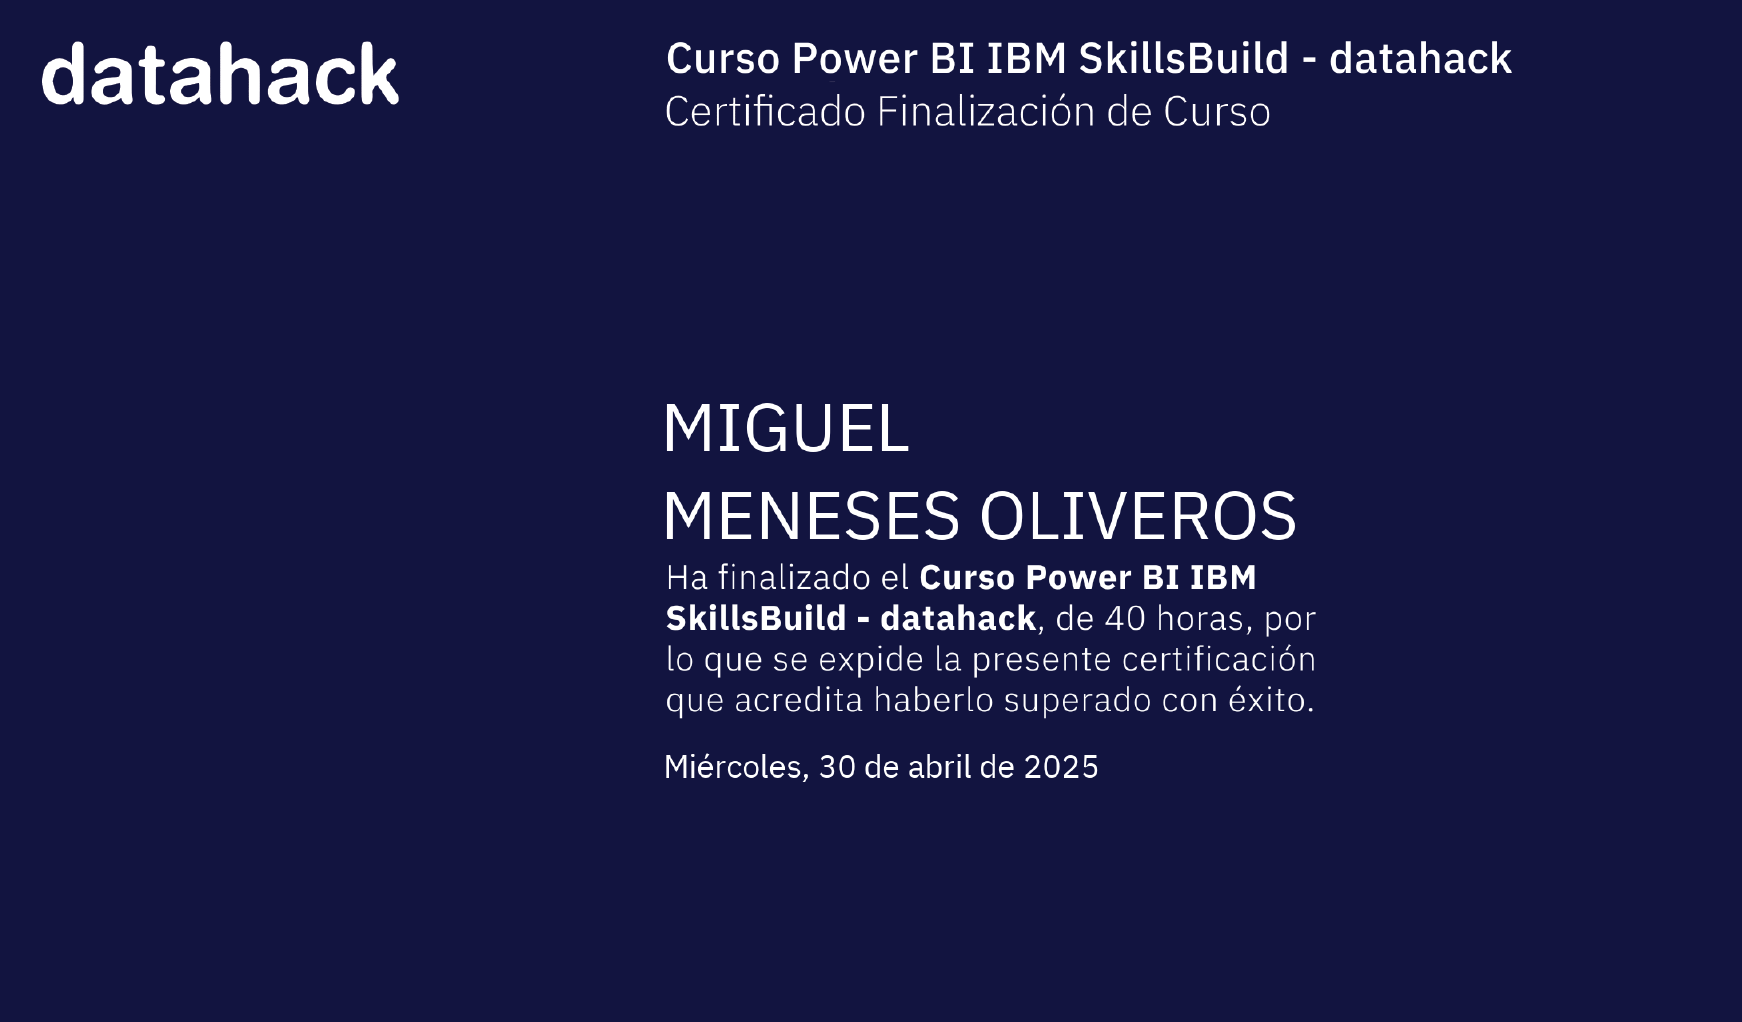 datahack
Curso Power BI IBM SkillsBuild - datahack
Certificado Finalización de Curso
MIGUEL
MENESES OLIVEROS
Ha finalizado el Curso Power BI IBM
SkillsBuild - datahack, de 40 horas, por
lo que se expide la presente certificación
que acredita haberlo superado con éxito.
Miércoles, 30 de abril de 2025